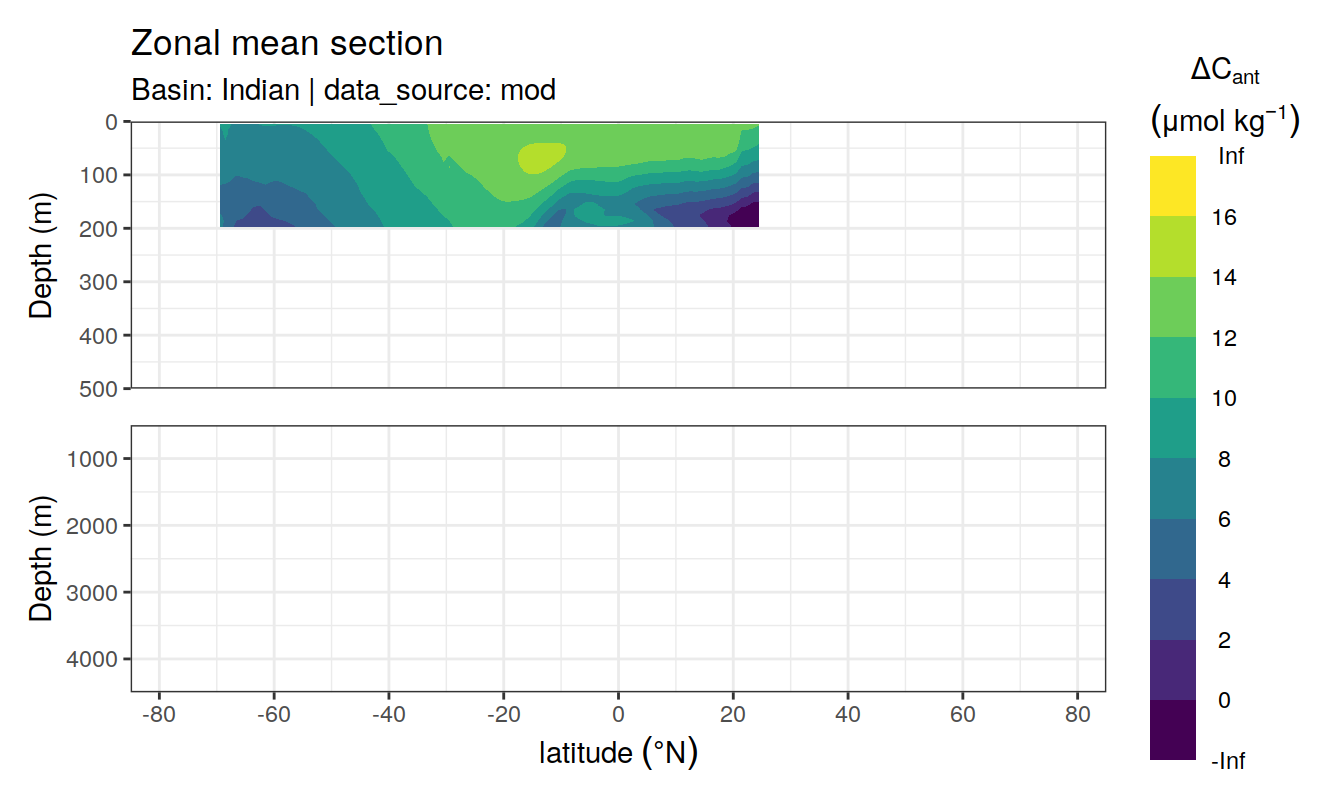 Zonal mean section
Basin: Indian | data_source: mod
ΔCant
(μmol kg⁻¹)
Inf
16
14
12
10
8
6
4
2
0
-Inf
Depth (m)
0
100
200
300
400
500
Depth (m)
1000
2000
3000
4000
-80 -60 -40 -20 0 20 40 60 80
latitude (°N)